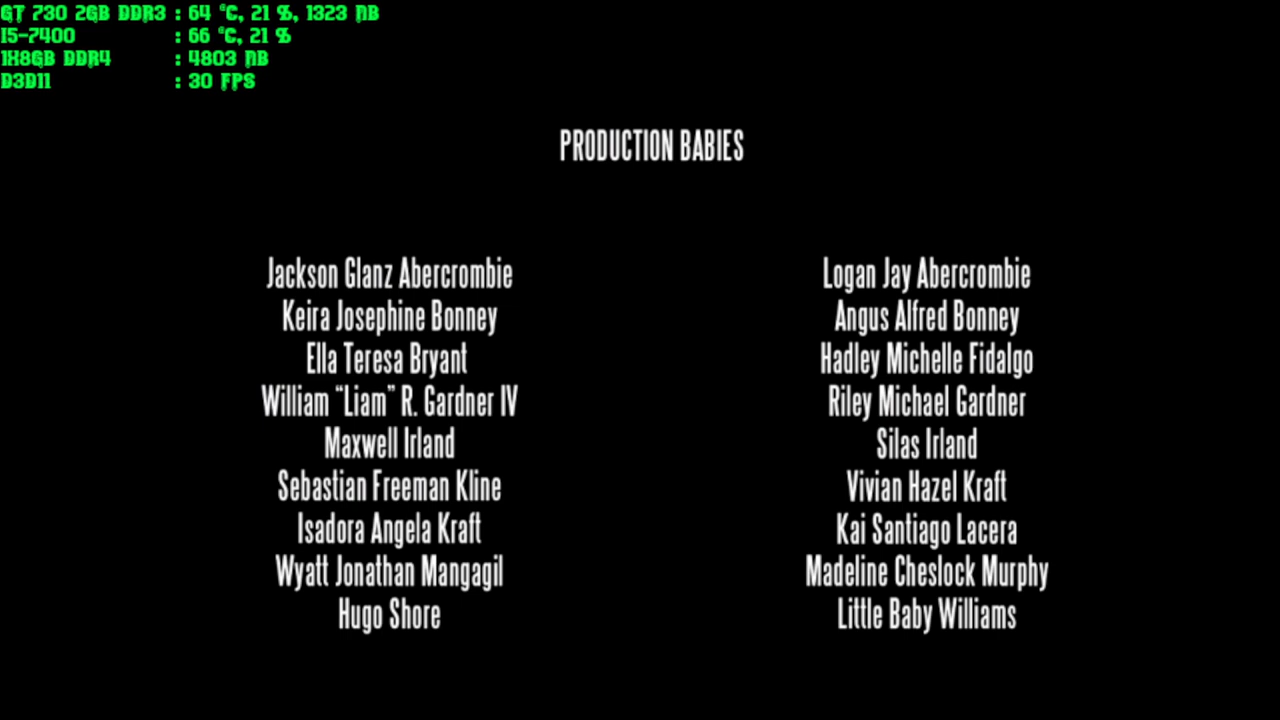 GT 730 2GB DDR3 : 64 °C, 21 %, 1323 MB
I5-7400 : 66 °C, 21 %
1X8GB DDR4 : 4803 MB
D3D11 : 30 FPS
PRODUCTION BABIES
Jackson Glanz Abercrombie Logan Jay Abercrombie
Keira Josephine Bonney Angus Alfred Bonney
Ella Teresa Bryant Hadley Michelle Fidalgo
William “Liam” R. Gardner IV Riley Michael Gardner
Maxwell Irland Silas Irland
Sebastian Freeman Kline Vivian Hazel Kraft
Isadora Angela Kraft Kai Santiago Lacera
Wyatt Jonathan Mangagil Madeline Cheslock Murphy
Hugo Shore Little Baby Williams